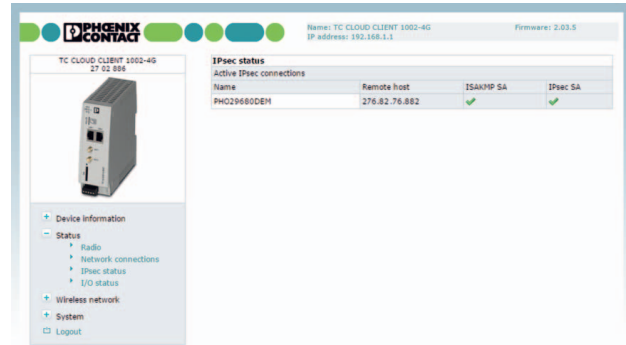 PHŒNIX
CONTACT
Name: TC CLOUD CLIENT 1002-4G
IP address: 192.168.1.1
Firmware: 2.03.5
TC CLOUD CLIENT 1002-4G
27 02 886
IPsec status
Active IPsec connections
Name Remote host ISAKMP SA IPsec SA
PHO29680DEM 276.82.76.882
Device information
Status
Radio
Network connections
IPsec status
I/O status
Wireless network
System
Logout